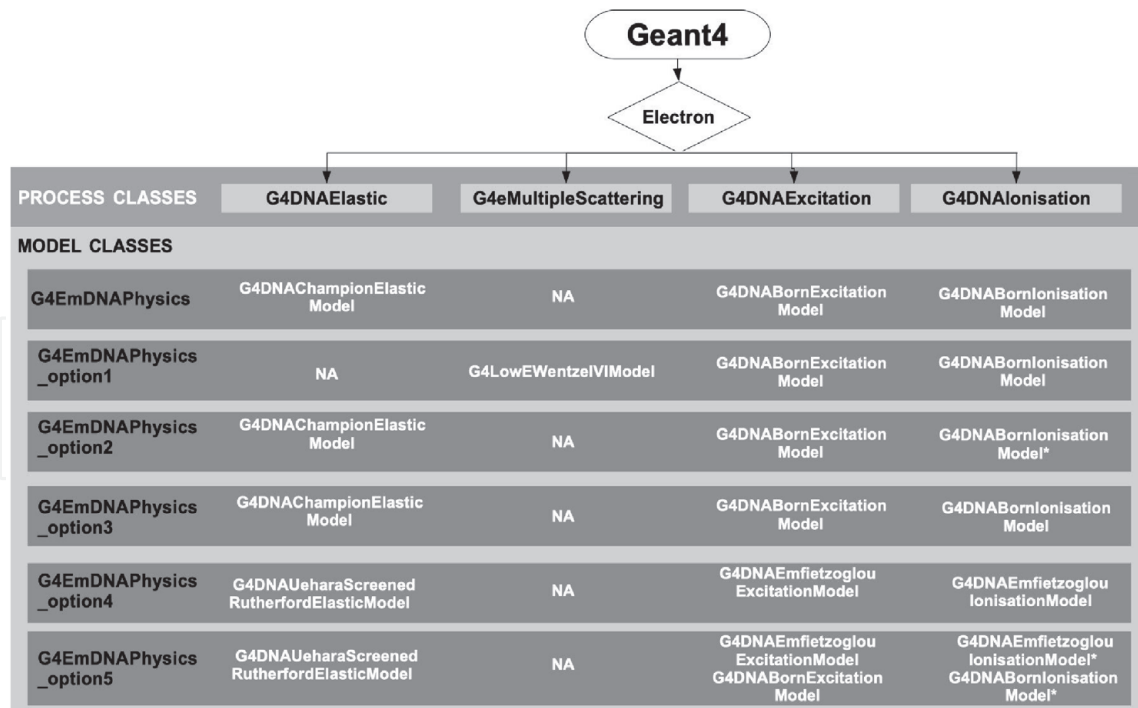 Geant4
Electron
PROCESS CLASSES
G4DNAElastic
G4eMultipleScattering
G4DNAExcitation
G4DNAIonisation
MODEL CLASSES
G4EmDNAPhysics
G4DNAChampionElastic
Model
NA
G4DNABornExcitation
Model
G4DNABornIonisation
Model
G4EmDNAPhysics
_option1
NA
G4LowEWentzelVIModel
G4DNABornExcitation
Model
G4DNABornIonisation
Model
G4EmDNAPhysics
_option2
G4DNAChampionElastic
Model
NA
G4DNABornExcitation
Model
G4DNABornIonisation
Model*
G4EmDNAPhysics
_option3
G4DNAChampionElastic
Model
NA
G4DNABornExcitation
Model
G4DNABornIonisation
Model
G4EmDNAPhysics
_option4
G4DNAUeharaScreened
RutherfordElasticModel
NA
G4DNAEmfietzoglou
ExcitationModel
G4DNAEmfietzoglou
IonisationModel
G4EmDNAPhysics
_option5
G4DNAUeharaScreened
RutherfordElasticModel
NA
G4DNAEmfietzoglou
ExcitationModel
G4DNABornExcitation
Model
G4DNAEmfietzoglou
IonisationModel*
G4DNABornIonisation
Model*